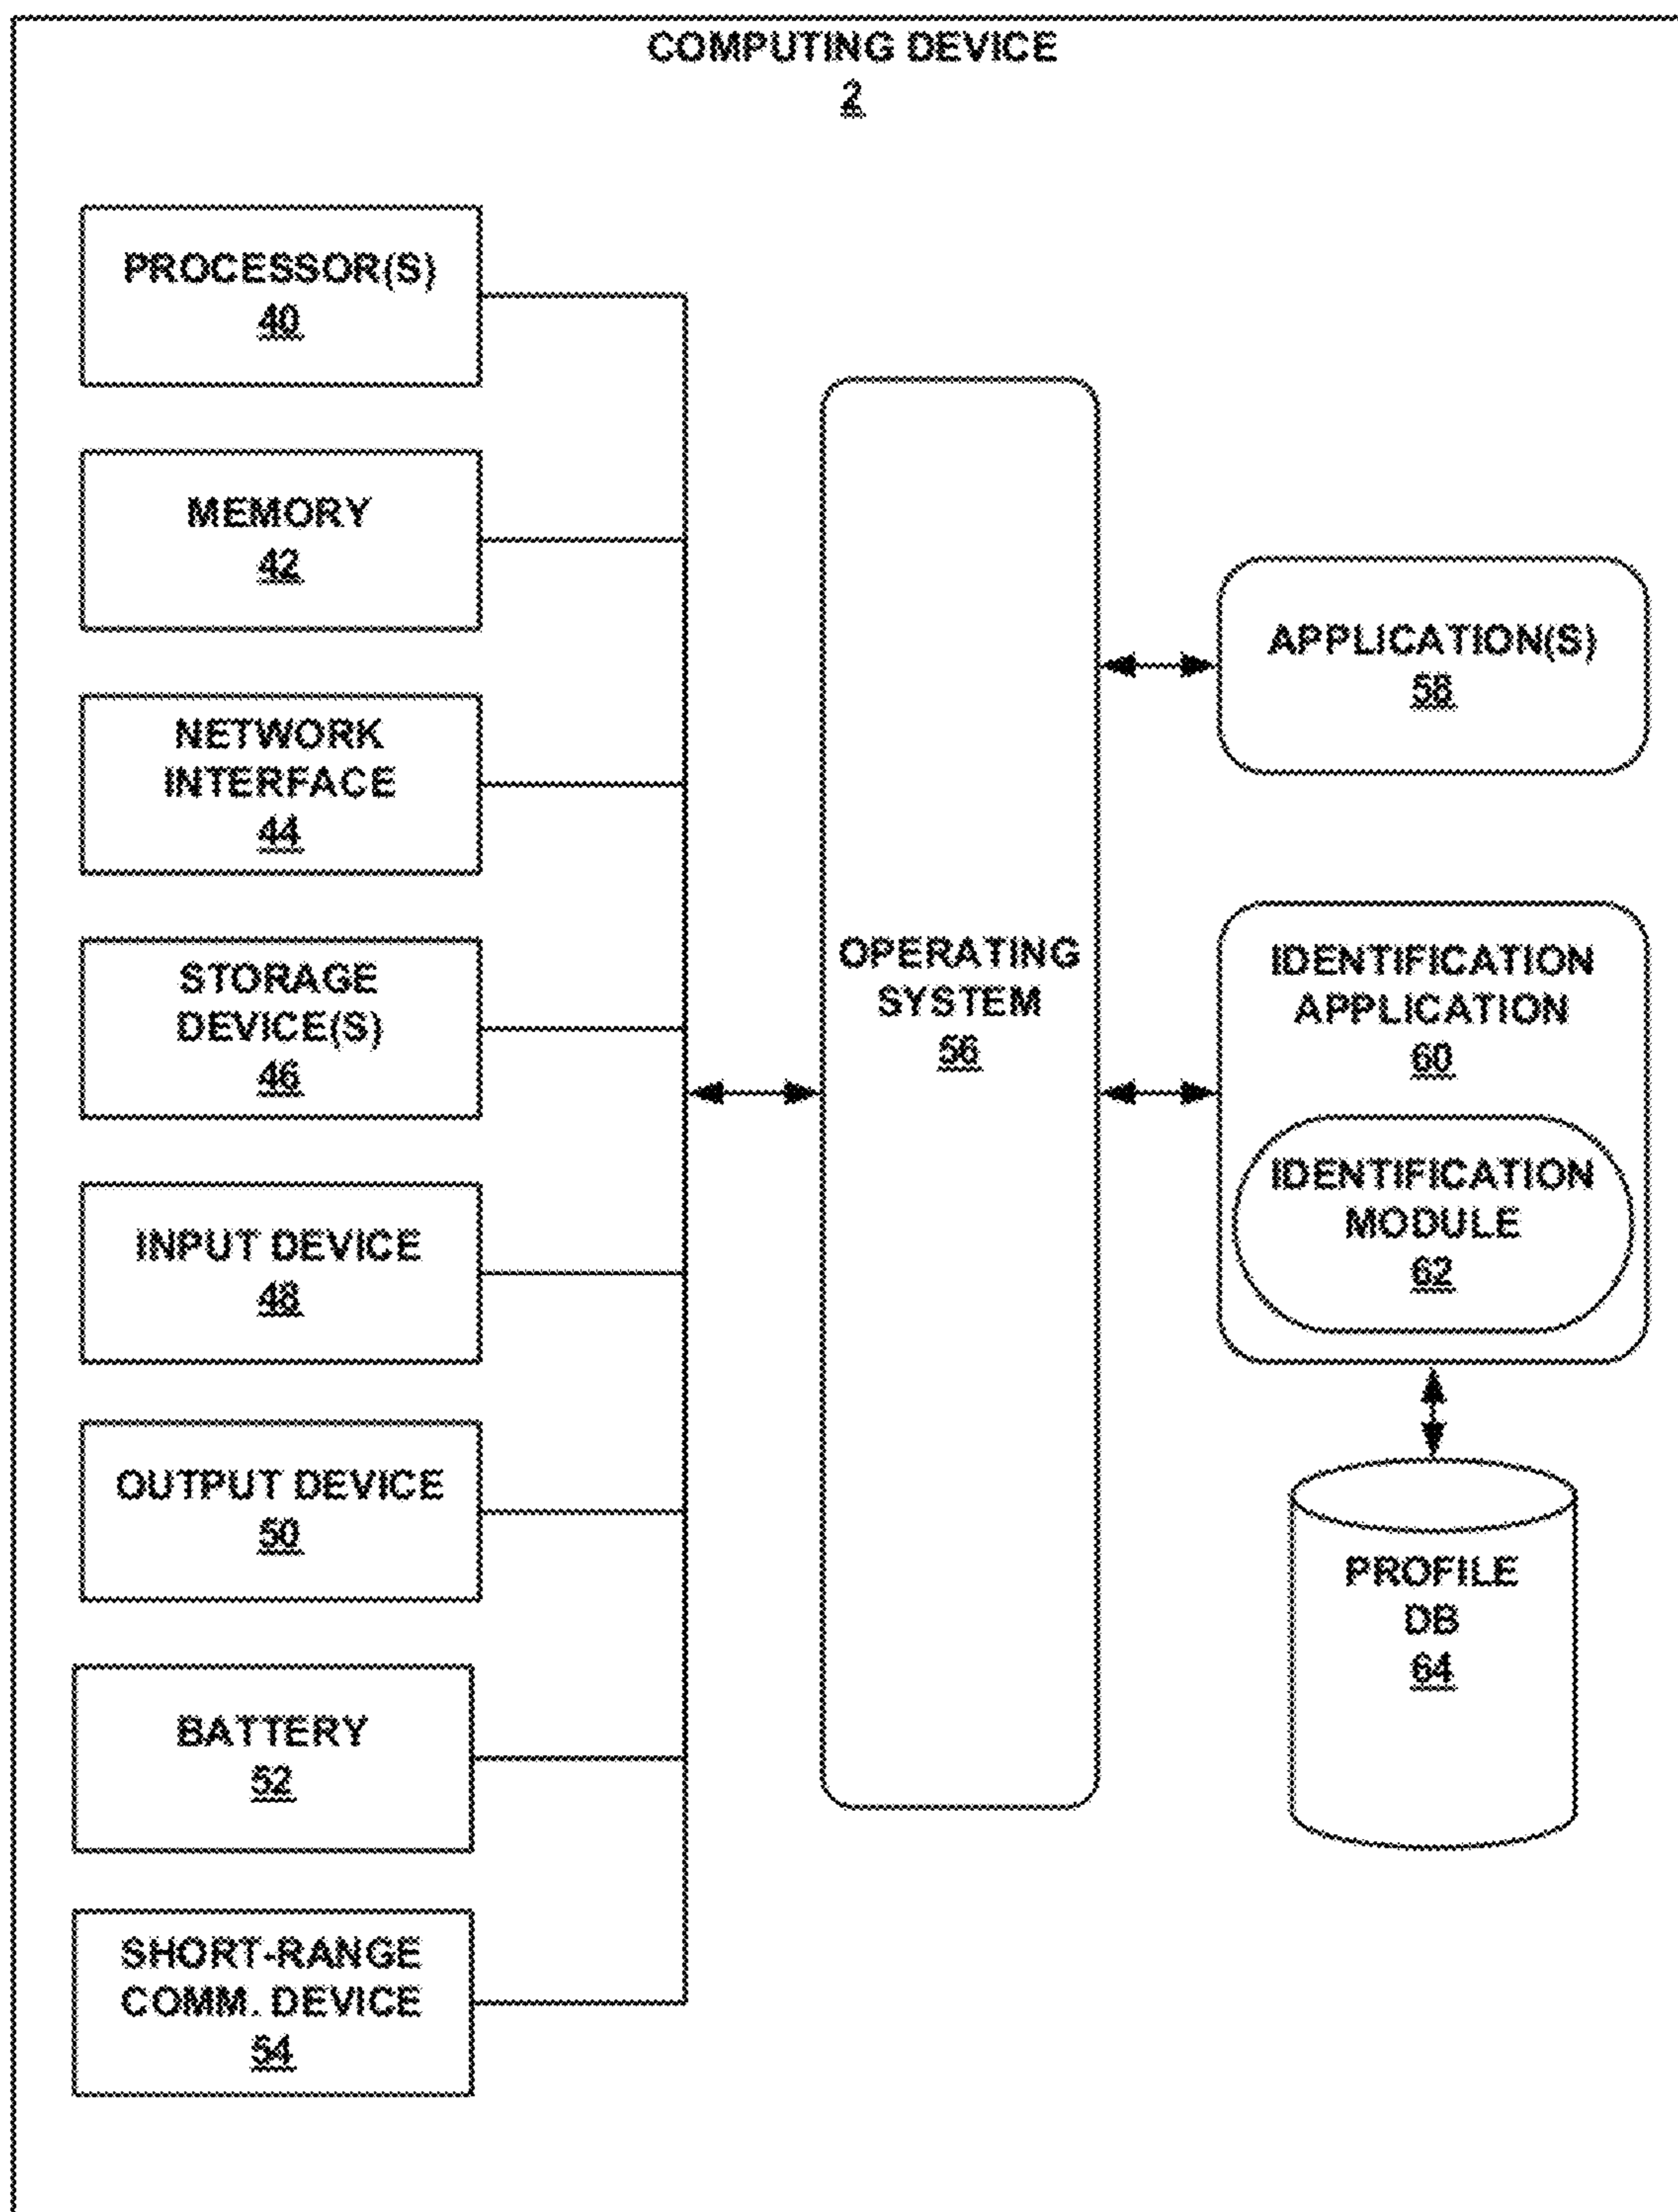 COMPUTING DEVICE
2
PROCESSOR(S)
40
MEMORY
42
NETWORK
INTERFACE
44
STORAGE
DEVICE(S)
46
INPUT DEVICE
48
OUTPUT DEVICE
50
BATTERY
52
SHORT-RANGE
COMM. DEVICE
54
OPERATING
SYSTEM
56
APPLICATION(S)
58
IDENTIFICATION
APPLICATION
60
IDENTIFICATION
MODULE
62
PROFILE
DB
64